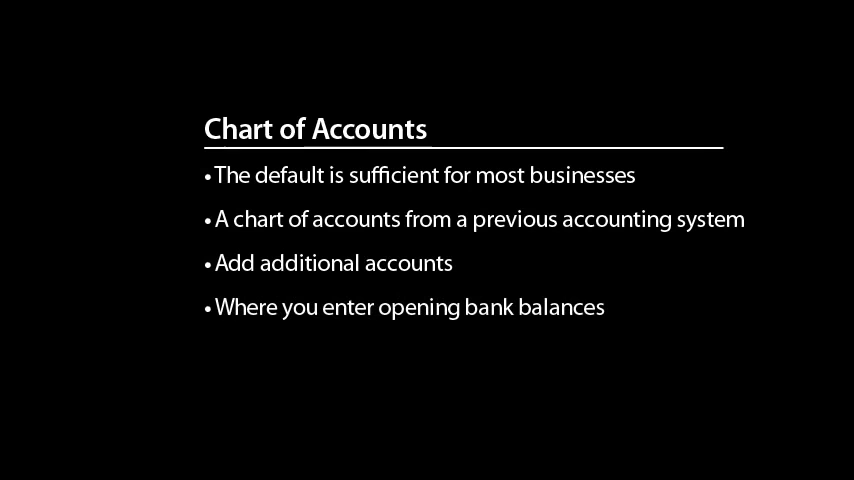 Chart of Accounts
• The default is sufficient for most businesses
• A chart of accounts from a previous accounting system
• Add additional accounts
• Where you enter opening bank balances